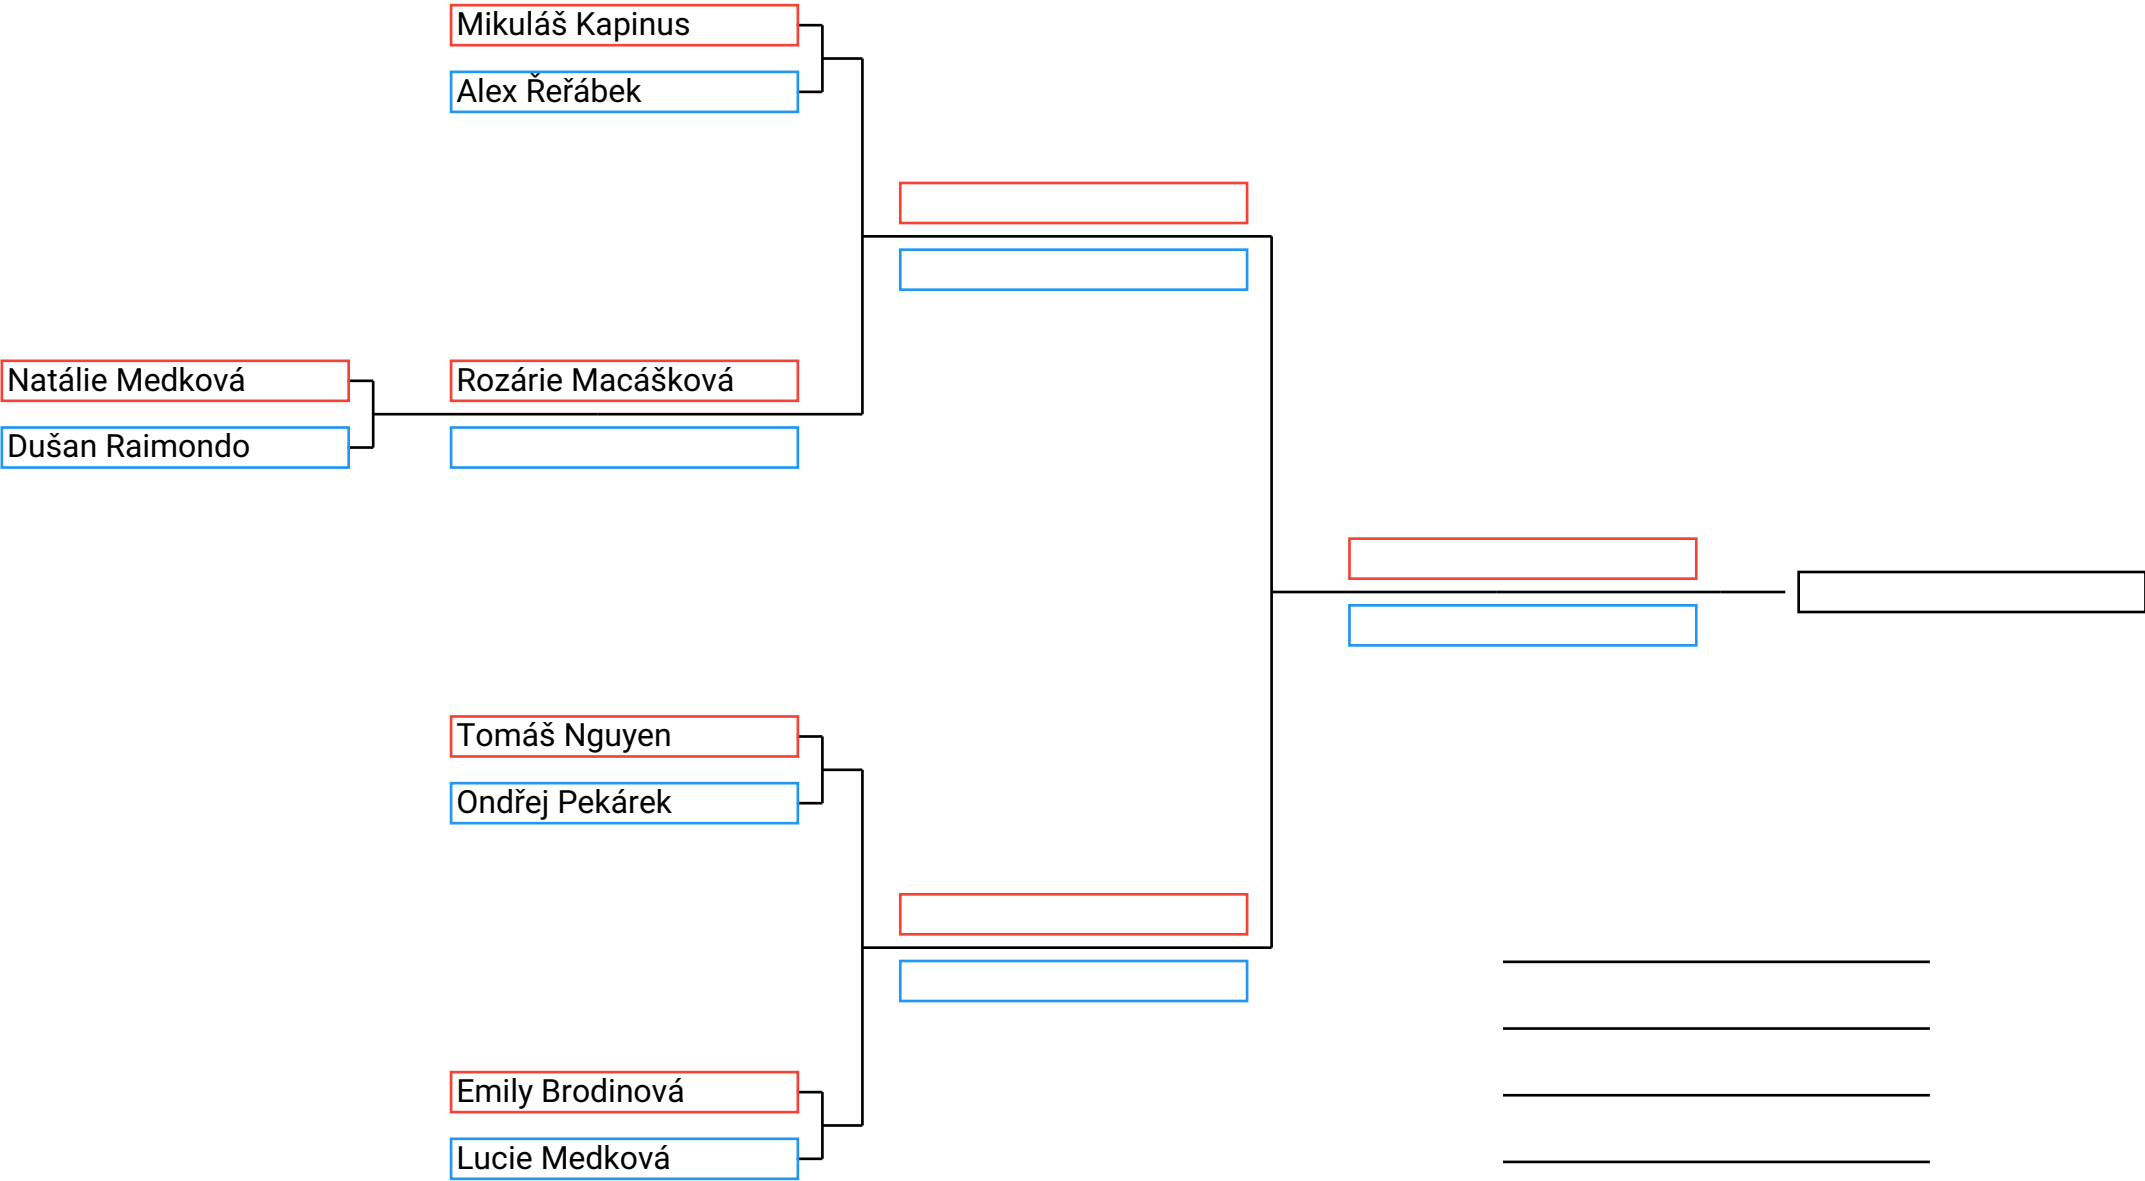 Mikuláš Kapinus
Alex Řeřábek
Natálie Medková
Rozárie Macášková
Dušan Raimondo
Tomáš Nguyen
Ondřej Pekárek
Emily Brodinová
Lucie Medková